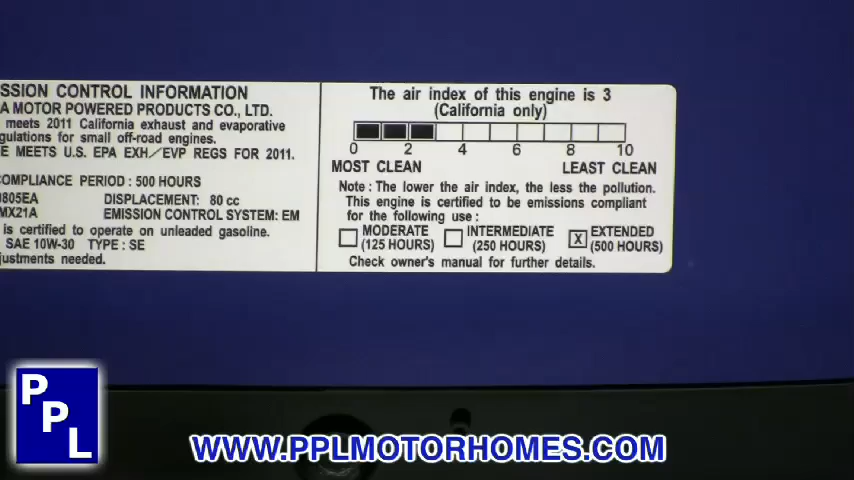 SSION CONTROL INFORMATION
A MOTOR POWERED PRODUCTS CO., LTD.
meets 2011 California exhaust and evaporative
gulations for small off-road engines.
E MEETS U.S. EPA EXH/EVP REGS FOR 2011.
OMPLIANCE PERIOD : 500 HOURS
805EA DISPLACEMENT: 80 cc
MX21A EMISSION CONTROL SYSTEM: EM
is certified to operate on unleaded gasoline.
SAE 10W-30 TYPE : SE
justments needed.
The air index of this engine is 3
(California only)
0 2 4 6 8 10
MOST CLEAN LEAST CLEAN
Note : The lower the air index, the less the pollution.
This engine is certified to be emissions compliant
for the following use :
MODERATE INTERMEDIATE X EXTENDED
(125 HOURS) (250 HOURS) (500 HOURS)
Check owner's manual for further details.
PPL
WWW.PPLMOTORHOMES.COM